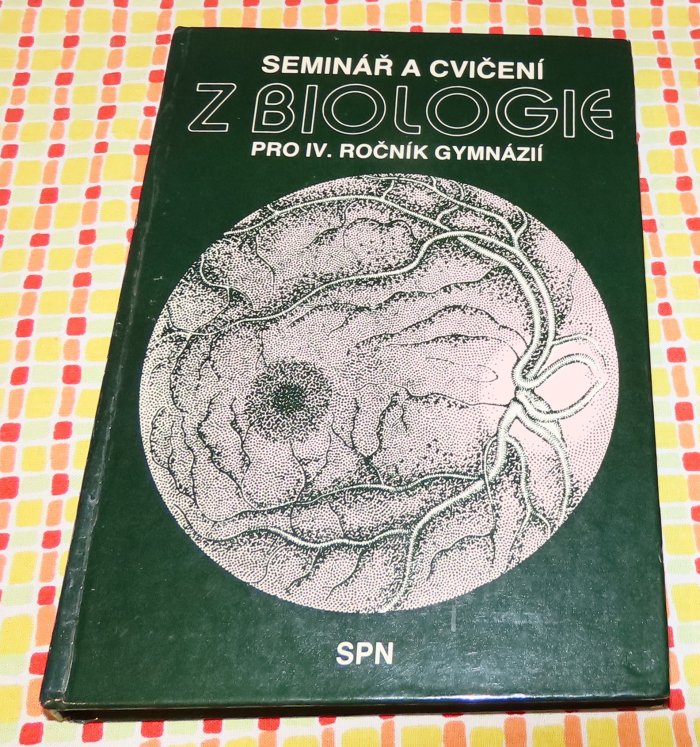 SEMINÁŘ A CVIČENÍ
Z BIOLOGIE
PRO IV. ROČNÍK GYMNÁZIÍ
SPN